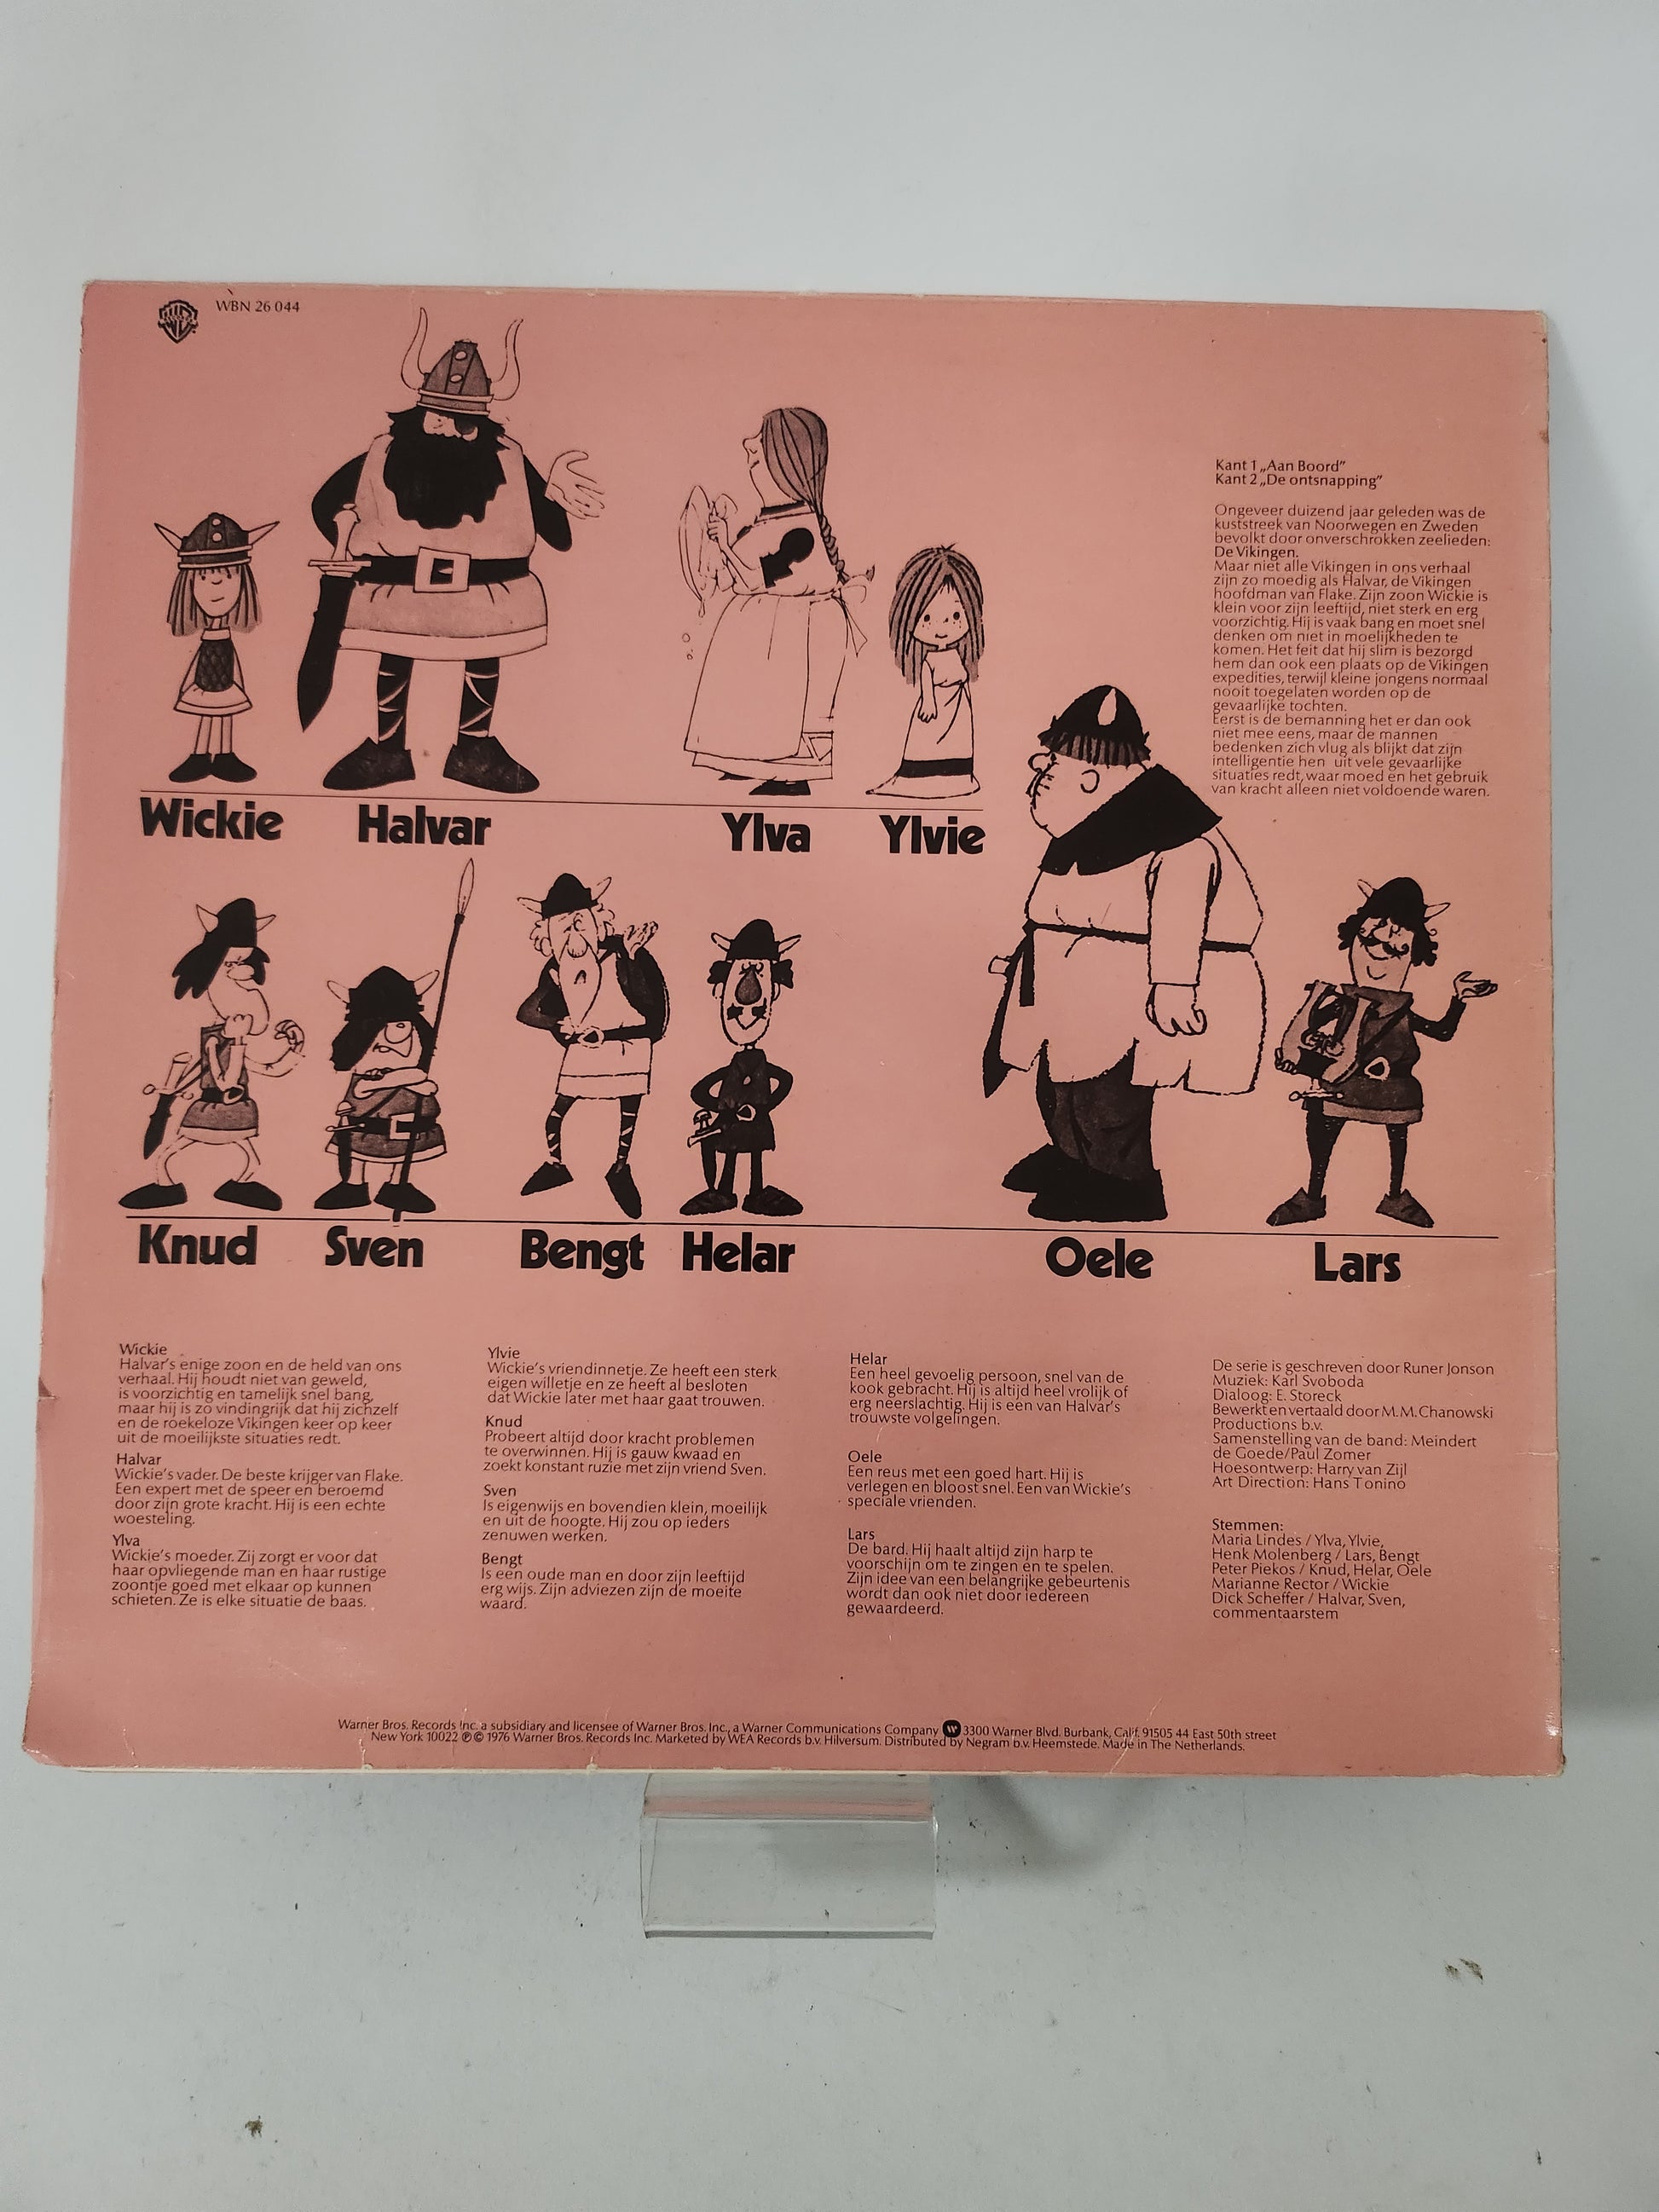 WBN 26 044
Kant 1 „Aan Boord”
Kant 2 „De ontsnapping”
Ongeveer duizend jaar geleden was de
kuststreek van Noorwegen en Zweden
bevolkt door onverschrokken zeelieden:
De Vikingen.
Maar niet alle Vikingen in ons verhaal
zijn zo moedig als Halvar, de Vikingen
hoofdman van Flake. Zijn zoon Wickie is
klein voor zijn leeftijd, niet sterk en erg
voorzichtig. Hij is vaak bang en moet snel
denken om niet in moeilijkheden te
komen. Het feit dat hij slim is bezorgd
hem dan ook een plaats op de Vikingen
expedities, terwijl kleine jongens normaal
nooit toegelaten worden op de
gevaarlijke tochten.
Eerst is de bemanning het er dan ook
niet mee eens, maar de mannen
bedenken zich vlug als blijkt dat zijn
intelligentie hen uit vele gevaarlijke
situaties redt, waar moed en het gebruik
van kracht alleen niet voldoende waren.
Wickie Halvar Ylva Ylvie
Knud Sven Bengt Helar Oele Lars
Wickie
Halvar's enige zoon en de held van ons
verhaal. Hij houdt niet van geweld,
is voorzichtig en tamelijk snel bang,
maar hij is zo vindingrijk dat hij zichzelf
en de roekeloze Vikingen keer op keer
uit de moeilijkste situaties redt.
Halvar
Wickie's vader. De beste krijger van Flake.
Een expert met de speer en beroemd
door zijn grote kracht. Hij is een echte
woesteling.
Ylva
Wickie's moeder. Zij zorgt er voor dat
haar opvliegende man en haar rustige
zoontje goed met elkaar op kunnen
schieten. Ze is elke situatie de baas.
Ylvie
Wickie's vriendinnetje. Ze heeft een sterk
eigen willetje en ze heeft al besloten
dat Wickie later met haar gaat trouwen.
Knud
Probeert altijd door kracht problemen
te overwinnen. Hij is gauw kwaad en
zoekt konstant ruzie met zijn vriend Sven.
Sven
Is eigenwijs en bovendien klein, moeilijk
en uit de hoogte. Hij zou op ieders
zenuwen werken.
Bengt
Is een oude man en door zijn leeftijd
erg wijs. Zijn adviezen zijn de moeite
waard.
Helar
Een heel gevoelig persoon, snel van de
kook gebracht. Hij is altijd heel vrolijk of
erg neerslachtig. Hij is een van Halvar's
trouwste volgelingen.
Oele
Een reus met een goed hart. Hij is
verlegen en bloost snel. Een van Wickie's
speciale vrienden.
Lars
De bard. Hij haalt altijd zijn harp te
voorschijn om te zingen en te spelen.
Zijn idee van een belangrijke gebeurtenis
wordt dan ook niet door iedereen
gewaardeerd.
De serie is geschreven door Runer Jonson
Muziek: Karl Svoboda
Dialoog: E. Storeck
Bewerkt en vertaald door M.M. Chanowski
Productions b.v.
Samenstelling van de band: Meindert
de Goede/Paul Zomer
Hoesontwerp: Harry van Zijl
Art Direction: Hans Tonino
Stemmen:
Maria Lindes / Ylva, Ylvie,
Henk Molenberg / Lars, Bengt
Peter Piekos / Knud, Helar, Oele
Marianne Rector / Wickie
Dick Scheffer / Halvar, Sven,
commentaarstem
Warner Bros. Records Inc. a subsidiary and licensee of Warner Bros. Inc., a Warner Communications Company 3300 Warner Blvd. Burbank, Calif. 91505 44 East 50th street
New York 10022 ℗ © 1976 Warner Bros. Records Inc. Marketed by WEA Records b.v. Hilversum. Distributed by Negram b.v. Heemstede. Made in The Netherlands.